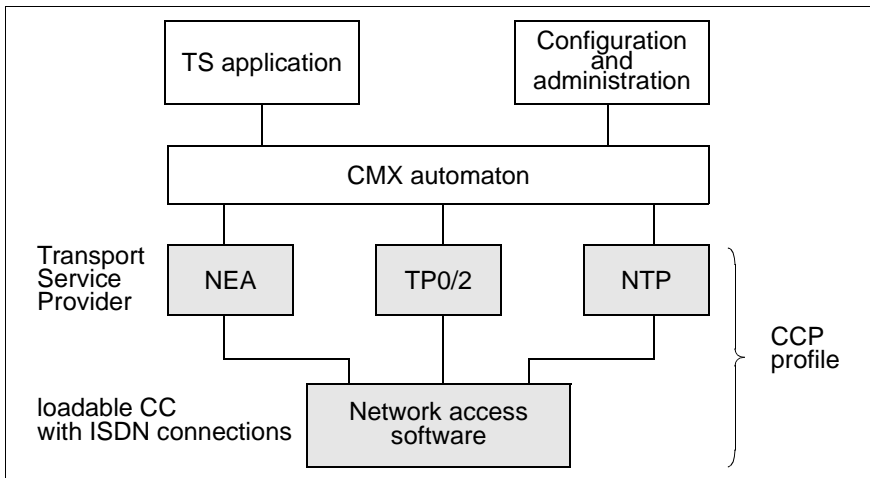 TS application
Configuration
and
administration
CMX automaton
Transport
Service
Provider
NEA
TP0/2
NTP
CCP
profile
loadable CC
with ISDN connections
Network access
software